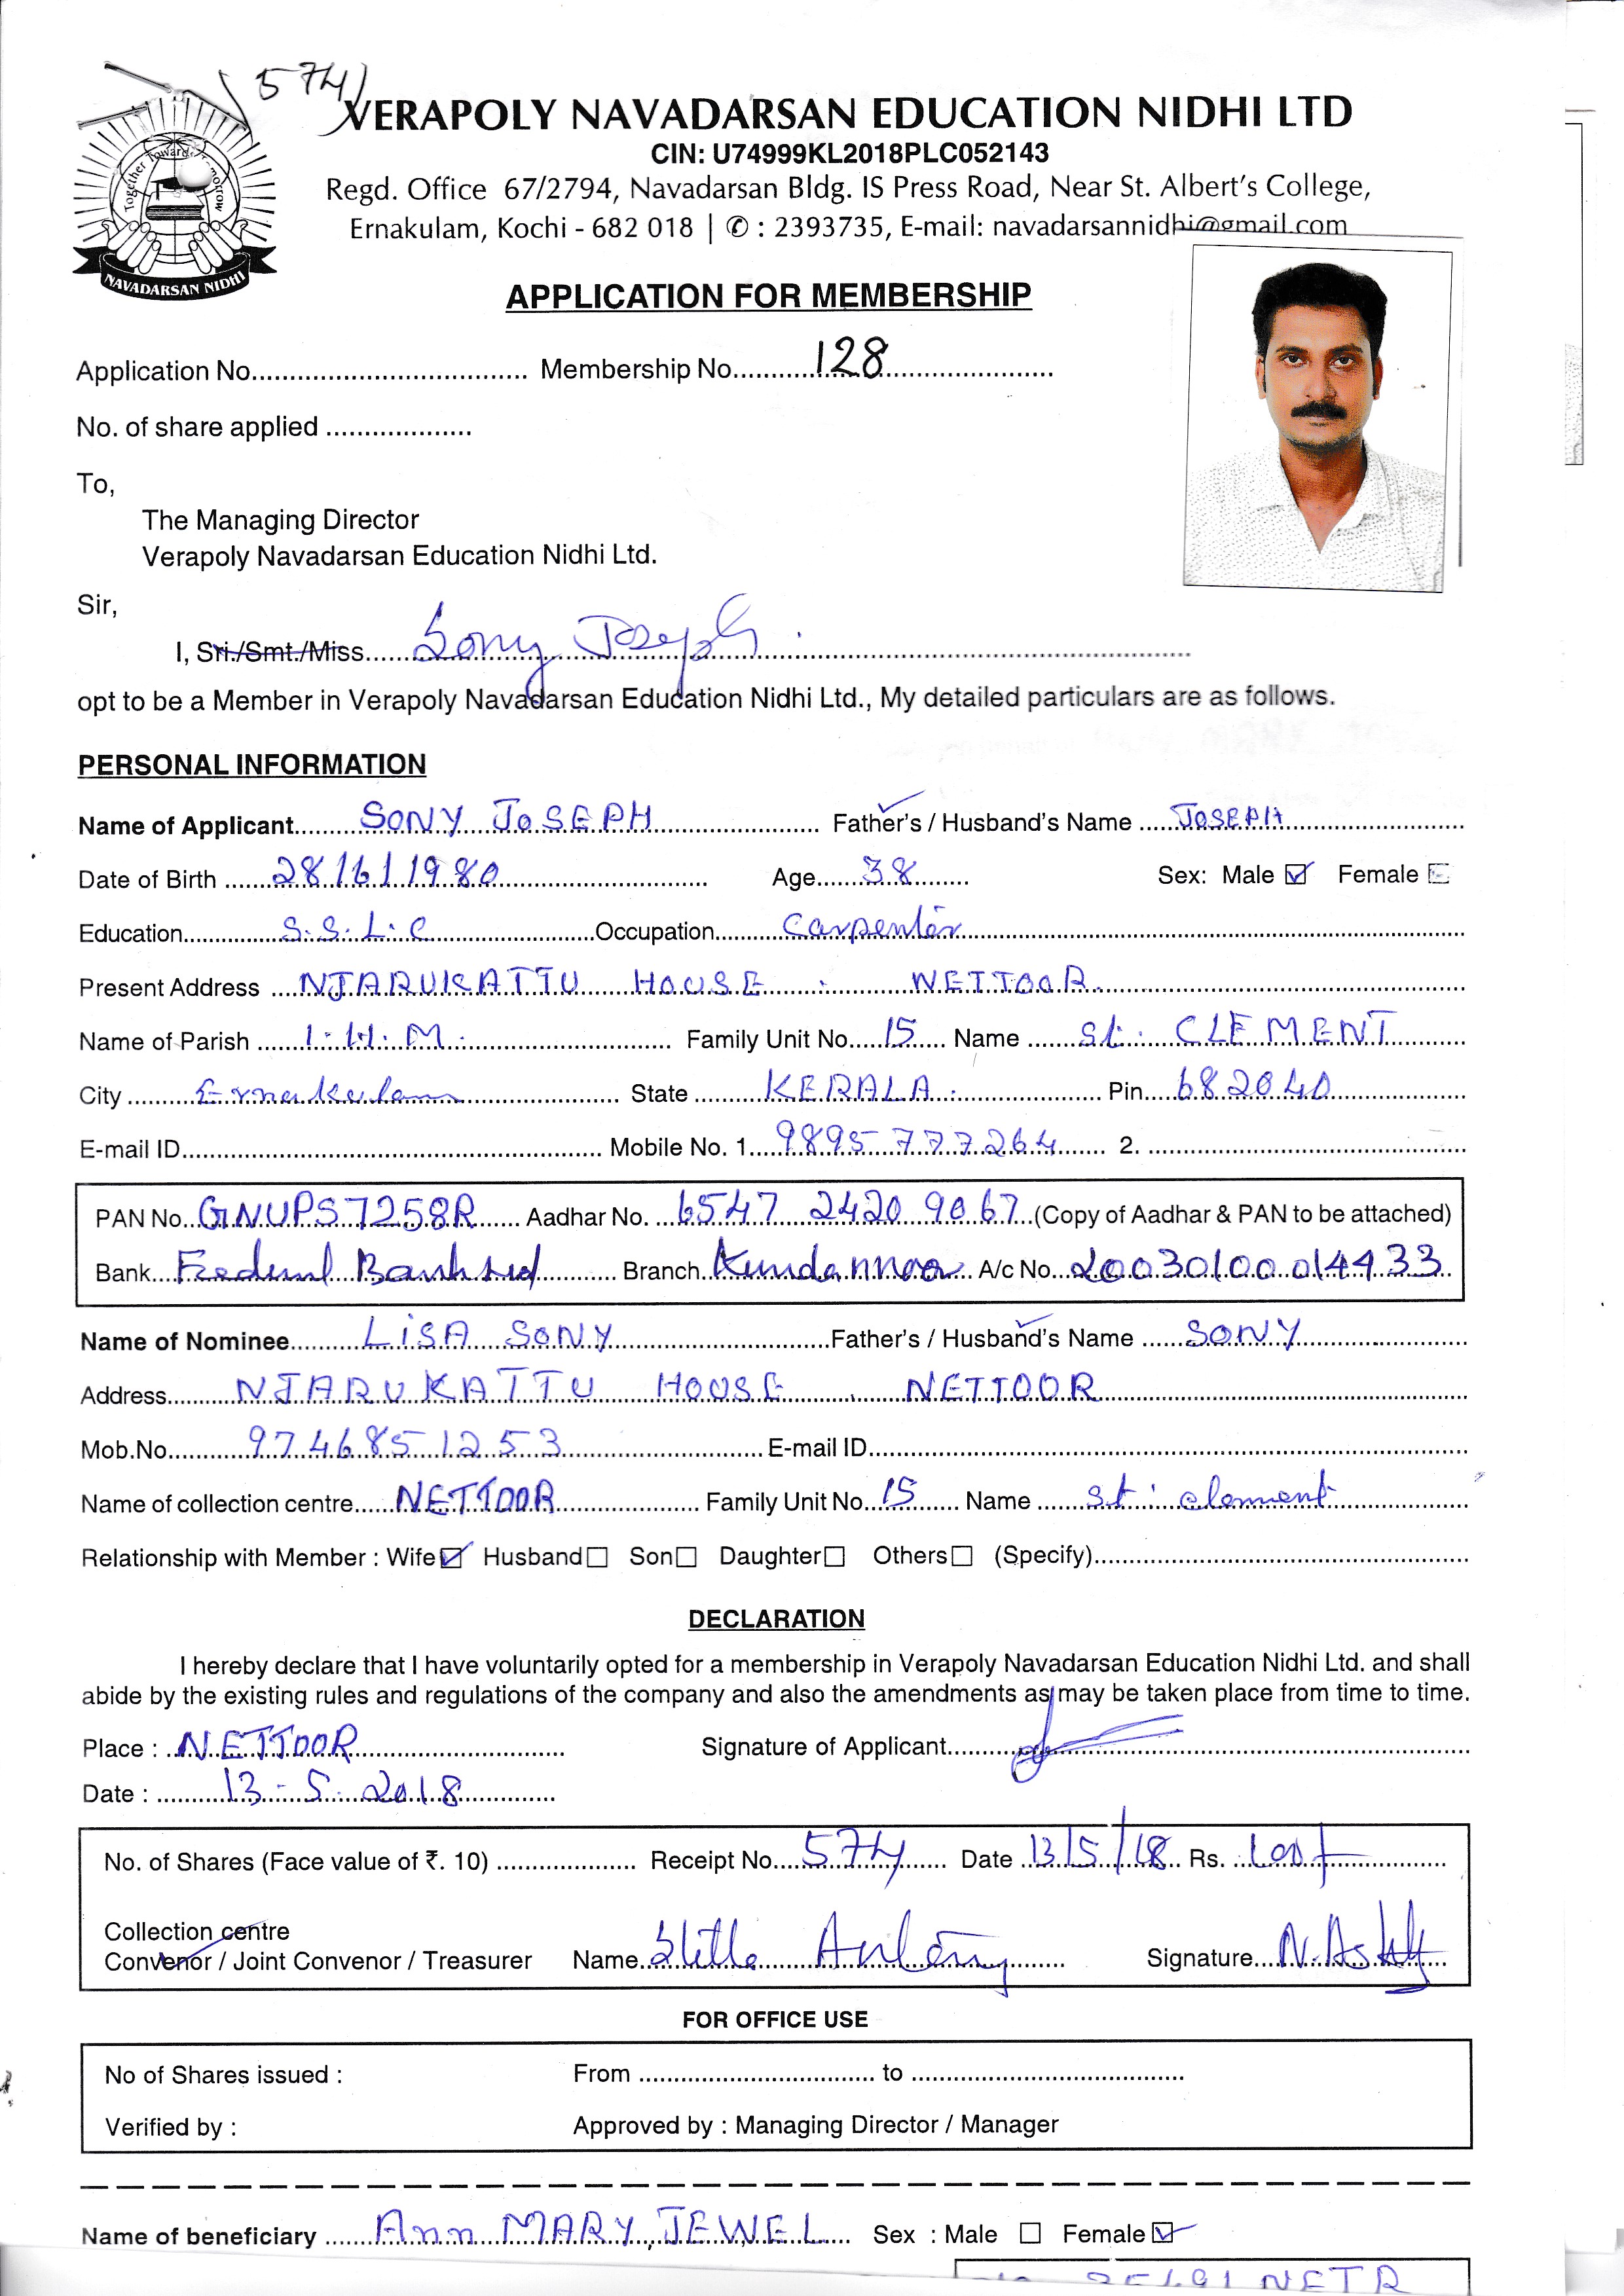 574
VERAPOLY NAVADARSAN EDUCATION NIDHI LTD
CIN: U74999KL2018PLC052143
Regd. Office 67/2794, Navadarsan Bldg. IS Press Road, Near St. Albert's College,
Ernakulam, Kochi - 682 018 | ✆ : 2393735, E-mail: navadarsannidhi@gmail.com
Together Towards Tomorrow
NAVADARSAN NIDHI
APPLICATION FOR MEMBERSHIP
Application No.................................... Membership No...........128......................
No. of share applied ...................
To,
The Managing Director
Verapoly Navadarsan Education Nidhi Ltd.
Sir,
I, Sri./Smt./Miss......Sony Joseph..............................
opt to be a Member in Verapoly Navadarsan Education Nidhi Ltd., My detailed particulars are as follows.
PERSONAL INFORMATION
Name of Applicant.........SONY JOSEPH...................... Father's / Husband's Name .....JOSEPH........................
Date of Birth ......28/6/1980........................... Age......38....... Sex: Male ☑ Female ☐
Education.............S.S.L.C.....................Occupation.........Carpenter..............................
Present Address ....NJARUKATTU HOUSE NETTOOR..............................
Name of Parish ......I.H.M........................... Family Unit No.....15..... Name .......St. CLEMENT..........
City .........Ernakulam..................... State .........KERALA..................... Pin.....682040..................
E-mail ID...................................................... Mobile No. 1....9895777264....... 2. ..........................................
PAN No..GNUPS7258R...... Aadhar No. ...6547 2420 9067..(Copy of Aadhar & PAN to be attached)
Bank....Federal Bank Ltd........... Branch..Kundannoor... A/c No...20030100014433
Name of Nominee..........LISA SONY..............................Father's / Husband's Name ......SONY.......................
Address.........NJARUKATTU HOUSE NETTOOR..............................
Mob.No...........9746851253............................E-mail ID..............................................................
Name of collection centre.....NETTOOR..................... Family Unit No...15....... Name .......st. clement..................
Relationship with Member : Wife☑ Husband☐ Son☐ Daughter☐ Others☐ (Specify)......................................................
DECLARATION
I hereby declare that I have voluntarily opted for a membership in Verapoly Navadarsan Education Nidhi Ltd. and shall
abide by the existing rules and regulations of the company and also the amendments as may be taken place from time to time.
Place : ..NETTOOR..............................
Signature of Applicant..............................
Date : ..........13-5-2018..............
No. of Shares (Face value of ₹. 10) .................... Receipt No....574....... Date .13/5/18.. Rs. ..100/-................
Collection centre
Convenor / Joint Convenor / Treasurer Name..Stella Antony......... Signature..............
FOR OFFICE USE
No of Shares issued : From .................................. to .......................................
Verified by : Approved by : Managing Director / Manager
Name of beneficiary .......Ann MARY JEWEL..... Sex : Male ☐ Female ☑